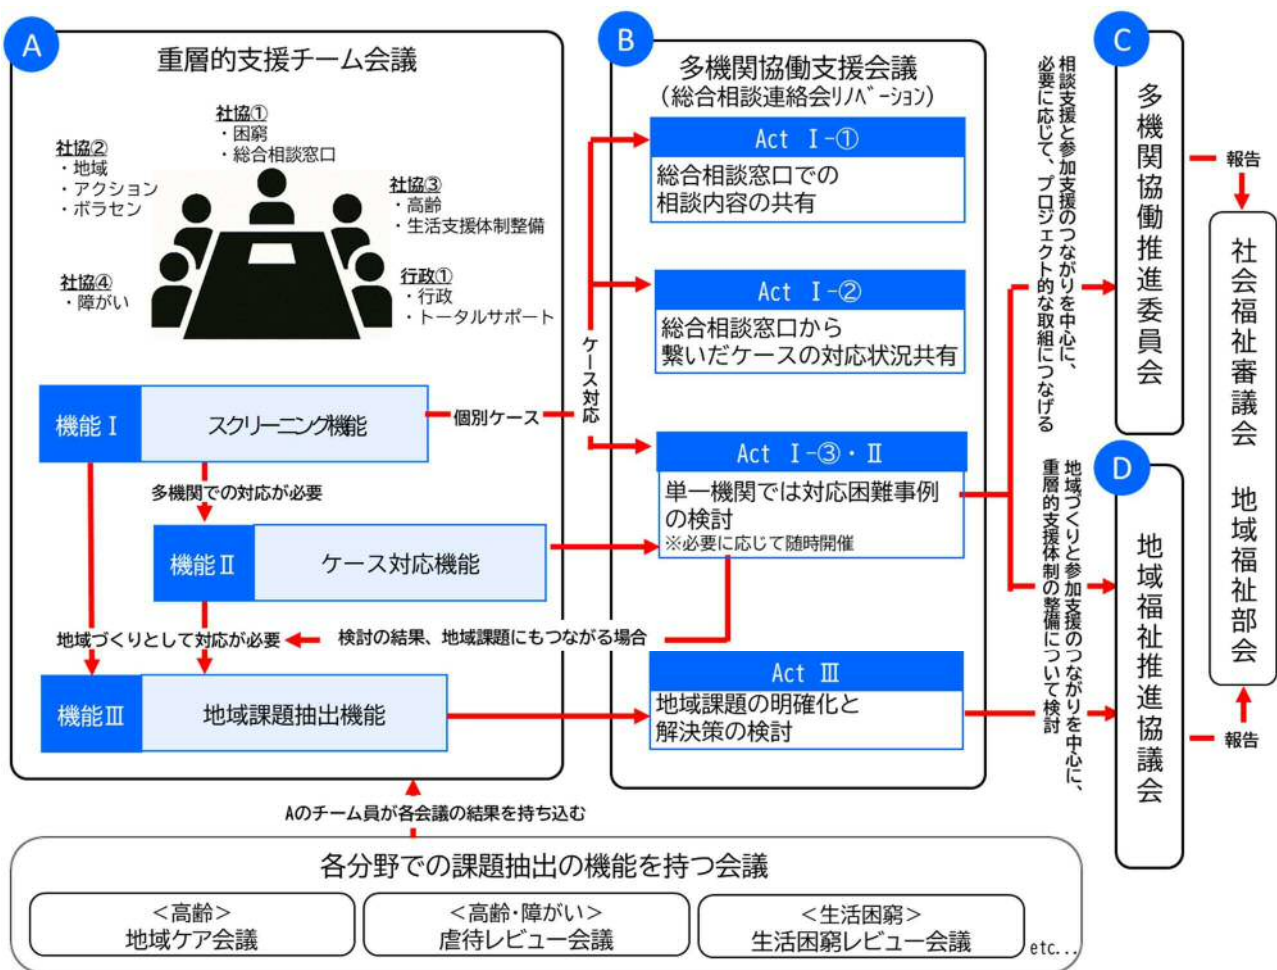 A
重層的支援チーム会議
社協①
・困窮
・総合相談窓口
社協②
・地域
・アクション
・ボラセン
社協③
・高齢
・生活支援体制整備
社協④
・障がい
行政①
・行政
・トータルサポート
機能Ⅰ
スクリーニング機能
個別ケース
ケース対応
多機関での対応が必要
機能Ⅱ
ケース対応機能
地域づくりとして対応が必要
検討の結果、地域課題にもつながる場合
機能Ⅲ
地域課題抽出機能
B
多機関協働支援会議
(総合相談連絡会リノベーション)
Act Ⅰ-①
総合相談窓口での
相談内容の共有
Act Ⅰ-②
総合相談窓口から
繋いだケースの対応状況共有
Act Ⅰ-③・Ⅱ
単一機関では対応困難事例
の検討
※必要に応じて随時開催
Act Ⅲ
地域課題の明確化と
解決策の検討
相談支援と参加支援のつながりを中心に、
必要に応じて、プロジェクト的な取組につなげる
C
多機関協働推進委員会
報告
地域づくりと参加支援のつながりを中心に、
重層的支援体制の整備について検討
D
地域福祉推進協議会
報告
社会福祉審議会 地域福祉部会
Aのチーム員が各会議の結果を持ち込む
各分野での課題抽出の機能を持つ会議
<高齢>
地域ケア会議
<高齢・障がい>
虐待レビュー会議
<生活困窮>
生活困窮レビュー会議
etc...